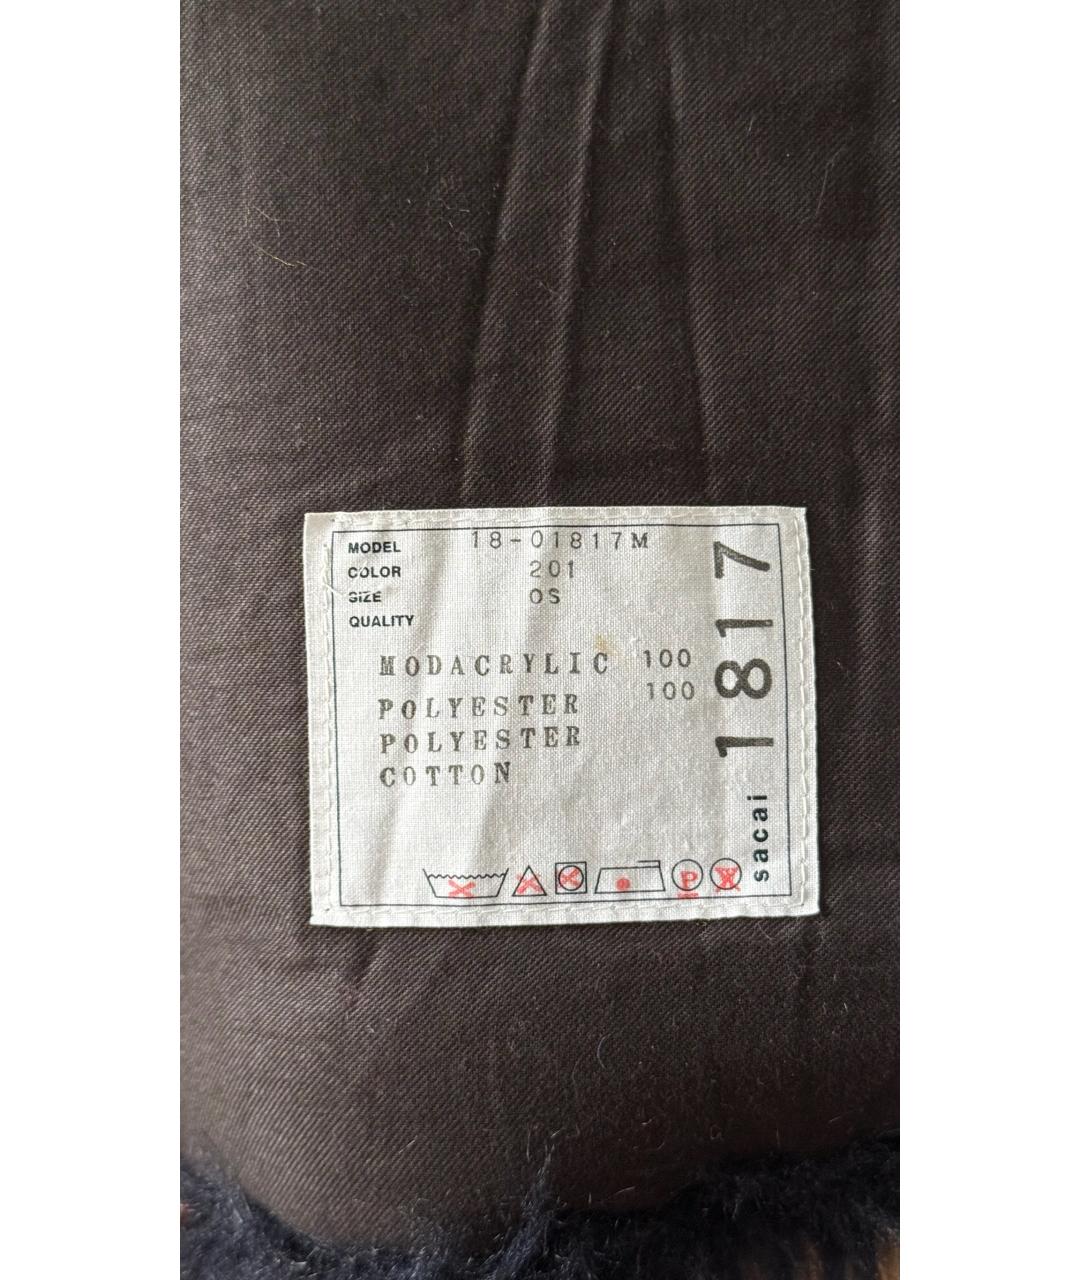 MODEL 18-01817M
COLOR 201
SIZE OS
QUALITY
MODACRYLIC 100
POLYESTER 100
POLYESTER
COTTON
P W
sacai 1817